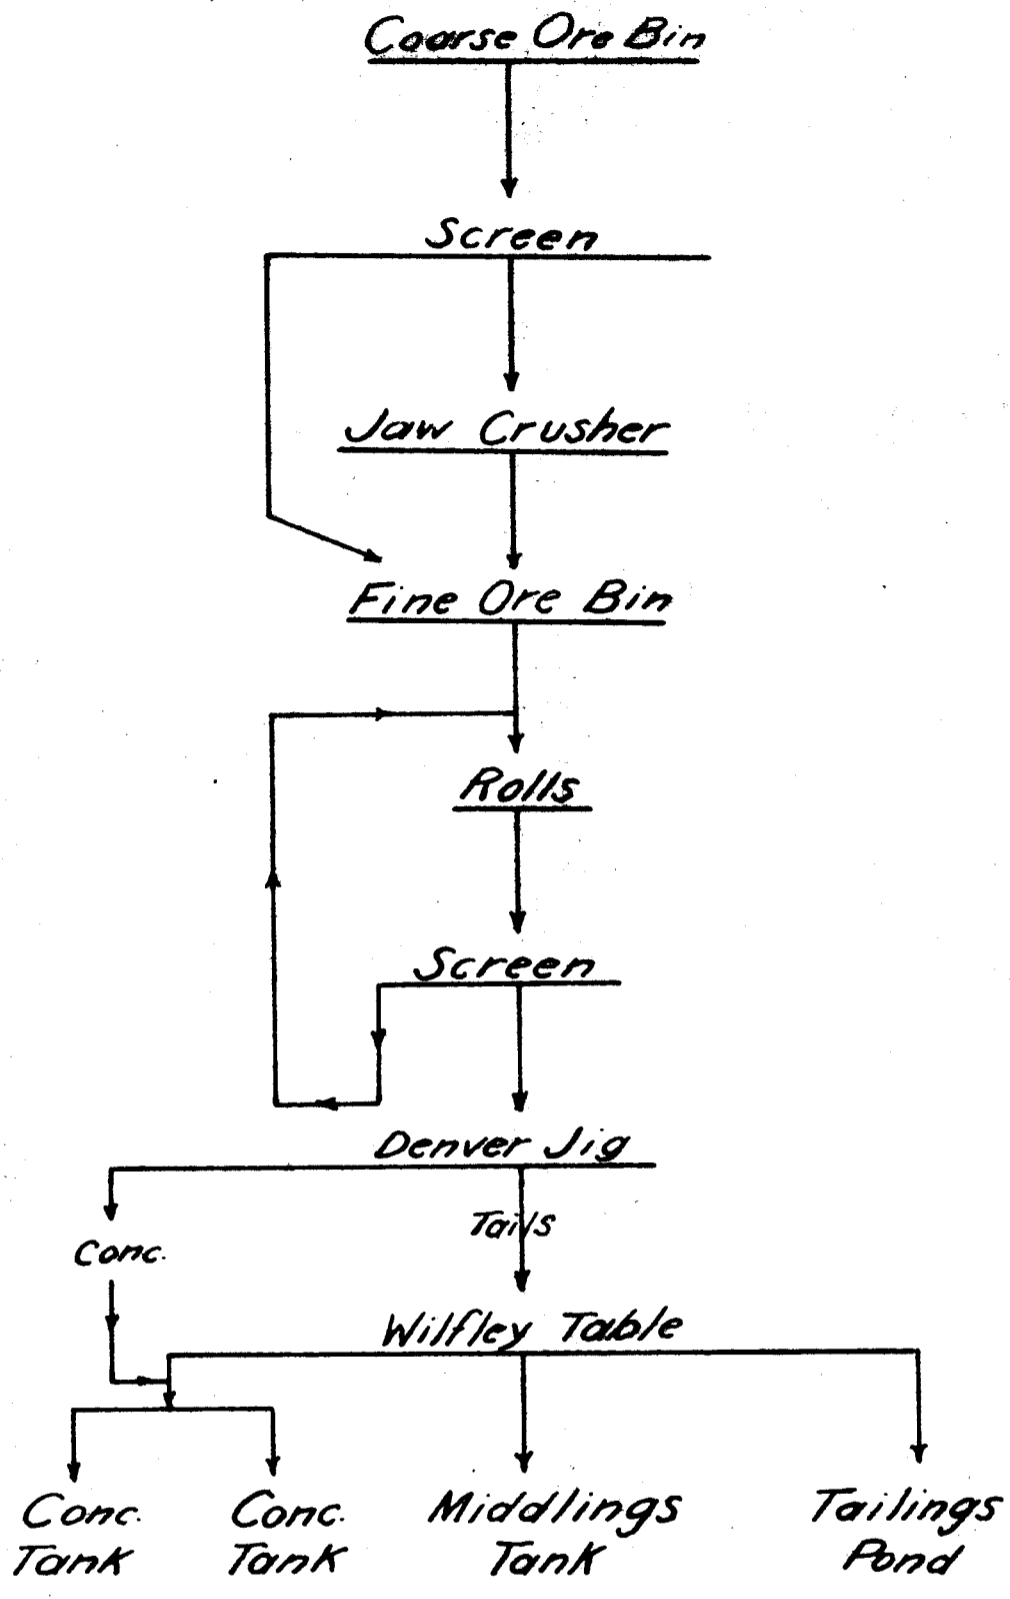 Coarse Ore Bin
Screen
Jaw Crusher
Fine Ore Bin
Rolls
Screen
Denver Jig
Tails
Conc.
Wilfley Table
Conc.
Tank
Conc.
Tank
Middlings
Tank
Tailings
Pond